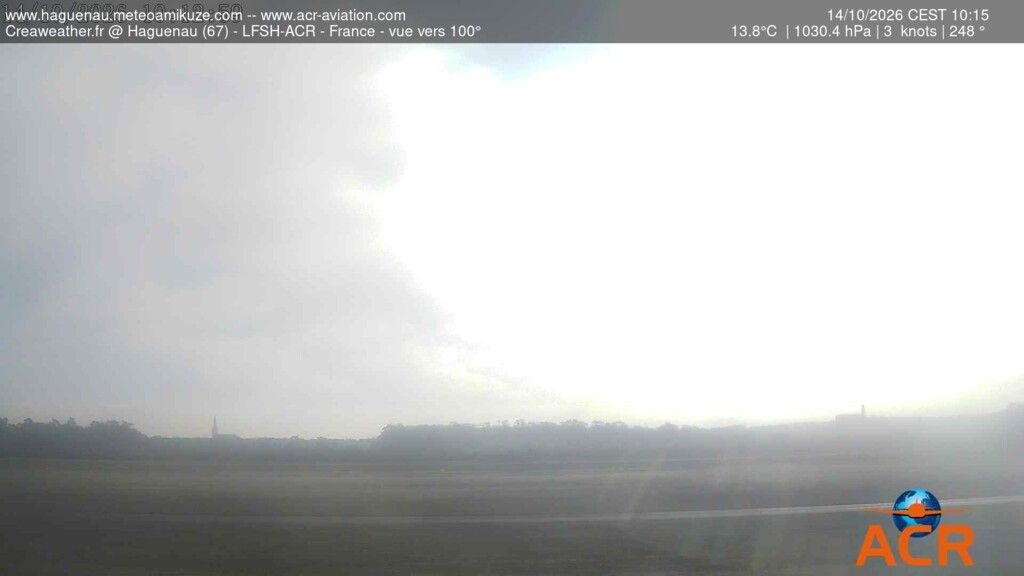 www.haguenau.meteoamikuze.com -- www.acr-aviation.com
14/10/2026 CEST 10:15
Creaweather.fr @ Haguenau (67) - LFSH-ACR - France - vue vers 100°
13.8°C | 1030.4 hPa | 3 knots | 248 °
ACR